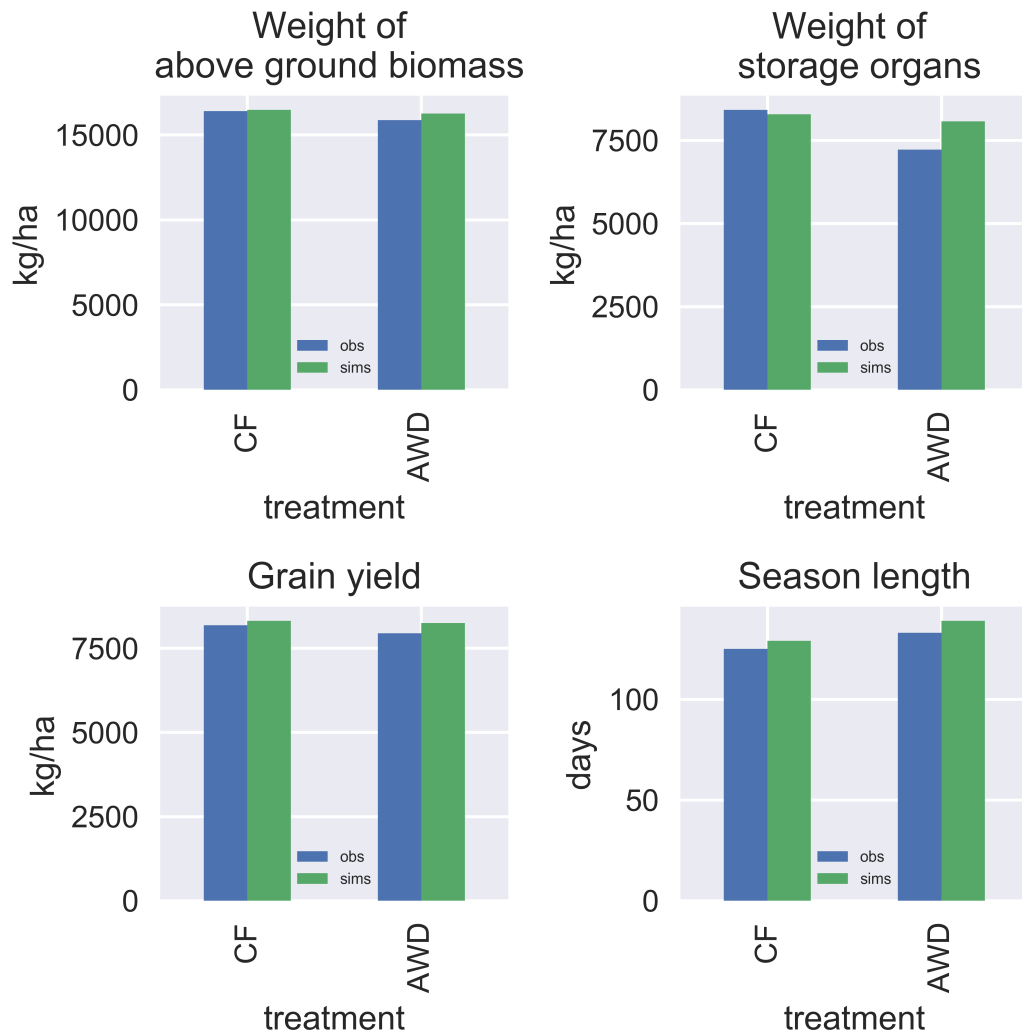 Weight of
above ground biomass
kg/ha
15000
10000
5000
0
obs
sims
CF
AWD
treatment
Weight of
storage organs
kg/ha
7500
5000
2500
0
obs
sims
CF
AWD
treatment
Grain yield
kg/ha
7500
5000
2500
0
obs
sims
CF
AWD
treatment
Season length
days
100
50
0
obs
sims
CF
AWD
treatment